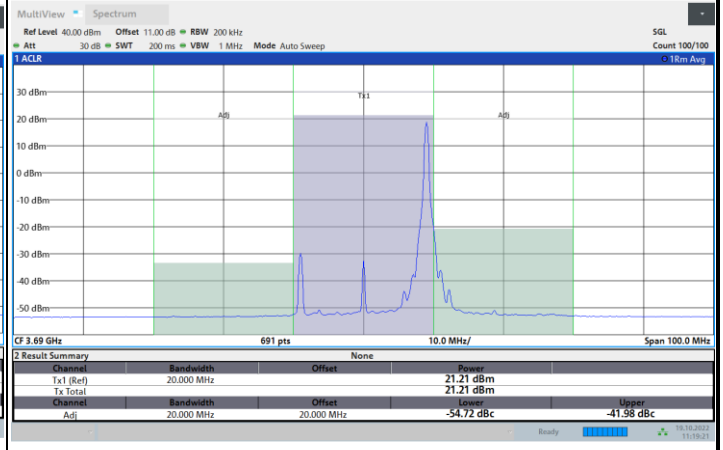 MultiView Spectrum
Ref Level 40.00 dBm Offset 11.00 dB RBW 200 kHz SGL
Att 30 dB SWT 200 ms VBW 1 MHz Mode Auto Sweep Count 100/100
1 ACLR 1Rm Avg
30 dBm
Tx1
20 dBm
Adj Adj
10 dBm
0 dBm
-10 dBm
-20 dBm
-30 dBm
-40 dBm
-50 dBm
CF 3.69 GHz 691 pts 10.0 MHz/ Span 100.0 MHz
2 Result Summary None
Channel Bandwidth Offset Power
Tx1 (Ref) 20.000 MHz 21.21 dBm
Tx Total 21.21 dBm
Channel Bandwidth Offset Lower Upper
Adj 20.000 MHz 20.000 MHz -54.72 dBc -41.98 dBc
Ready 19.10.2022
11:19:21